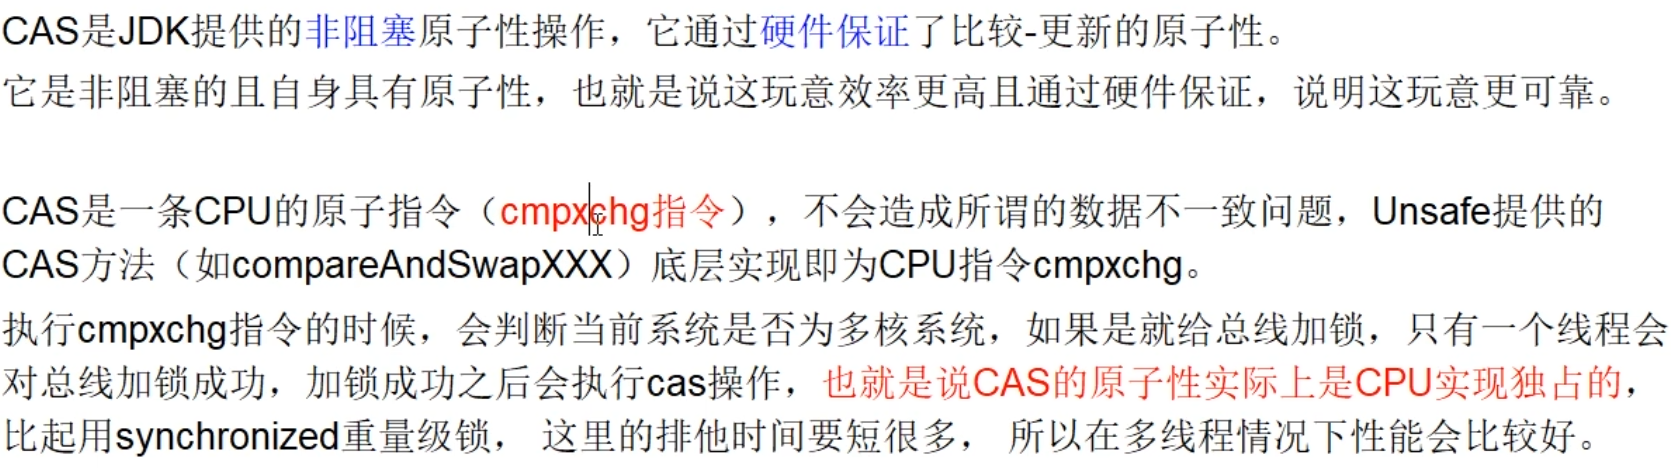 CAS是JDK提供的非阻塞原子性操作，它通过硬件保证了比较-更新的原子性。
它是非阻塞的且自身具有原子性，也就是说这玩意效率更高且通过硬件保证，说明这玩意更可靠。
CAS是一条CPU的原子指令（cmpxchg指令），不会造成所谓的数据不一致问题，Unsafe提供的
CAS方法（如compareAndSwapXXX）底层实现即为CPU指令cmpxchg。
执行cmpxchg指令的时候，会判断当前系统是否为多核系统，如果是就给总线加锁，只有一个线程会
对总线加锁成功，加锁成功之后会执行cas操作，也就是说CAS的原子性实际上是CPU实现独占的，
比起用synchronized重量级锁， 这里的排他时间要短很多， 所以在多线程情况下性能会比较好。